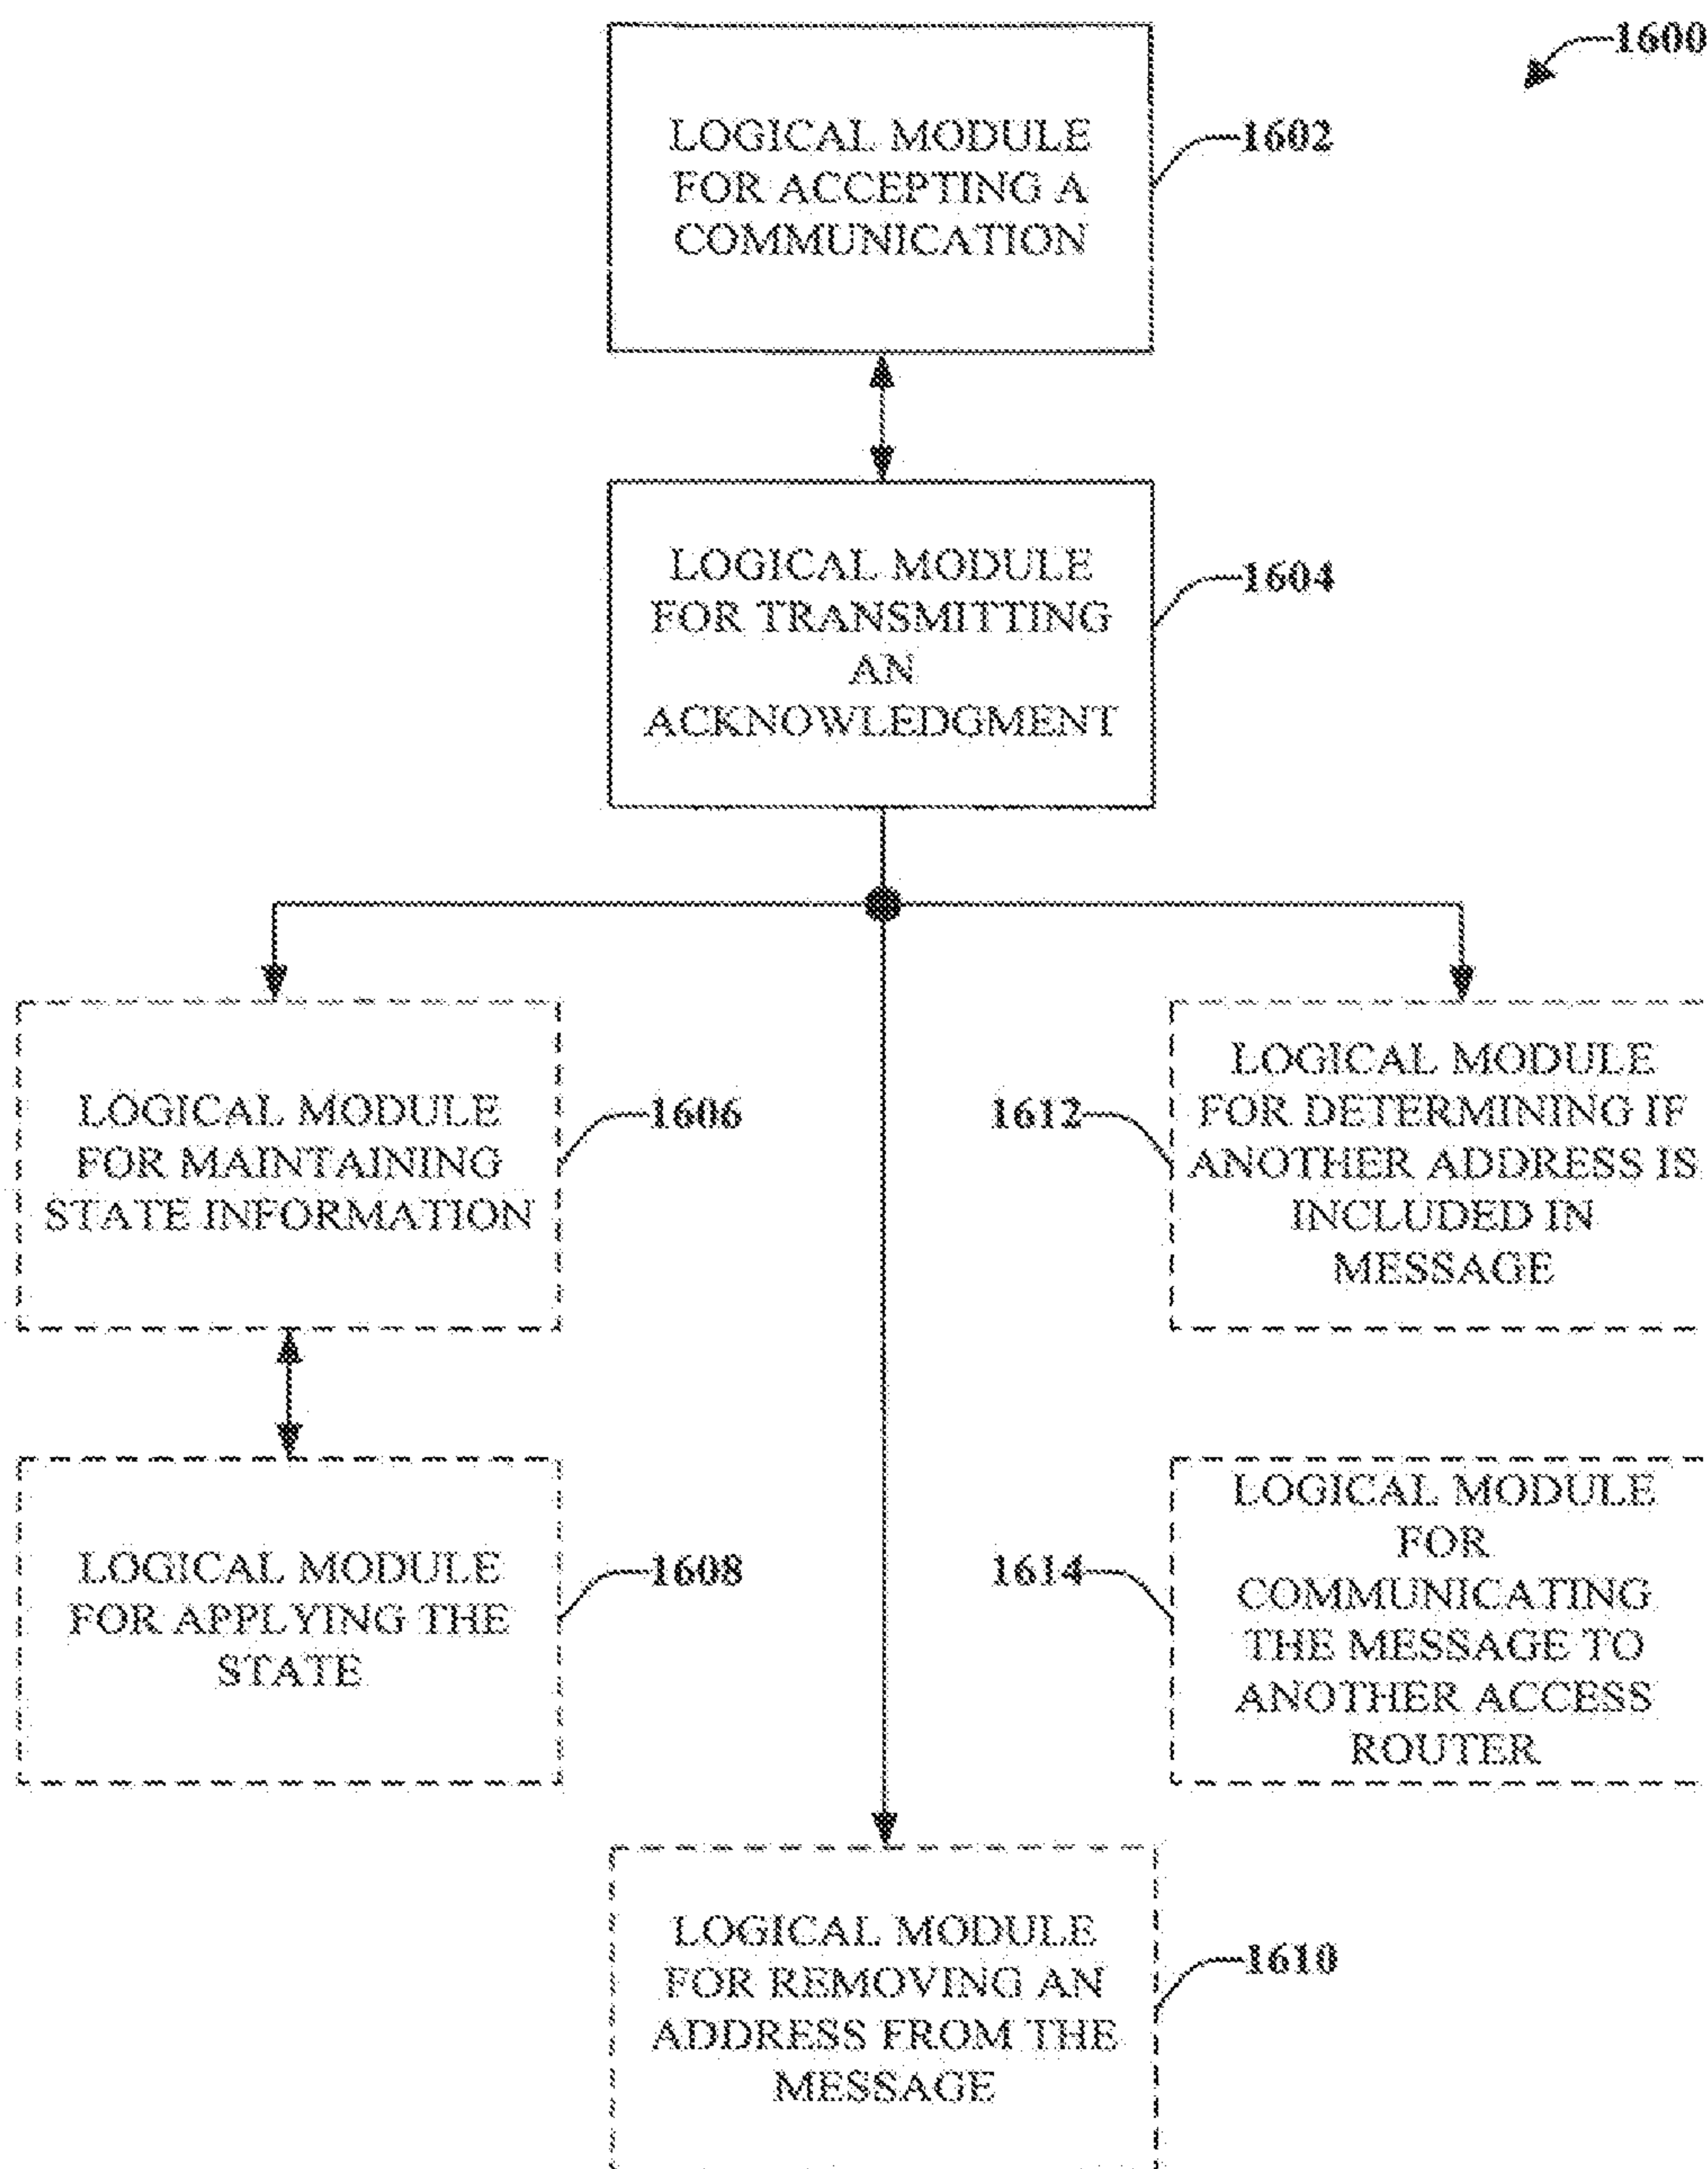 1600
LOGICAL MODULE
FOR ACCEPTING A
COMMUNICATION
1602
LOGICAL MODULE
FOR TRANSMITTING
AN
ACKNOWLEDGMENT
1604
LOGICAL MODULE
FOR MAINTAINING
STATE INFORMATION
1606
1612
LOGICAL MODULE
FOR DETERMINING IF
ANOTHER ADDRESS IS
INCLUDED IN
MESSAGE
LOGICAL MODULE
FOR APPLYING THE
STATE
1608
1614
LOGICAL MODULE
FOR
COMMUNICATING
THE MESSAGE TO
ANOTHER ACCESS
ROUTER
LOGICAL MODULE
FOR REMOVING AN
ADDRESS FROM THE
MESSAGE
1610